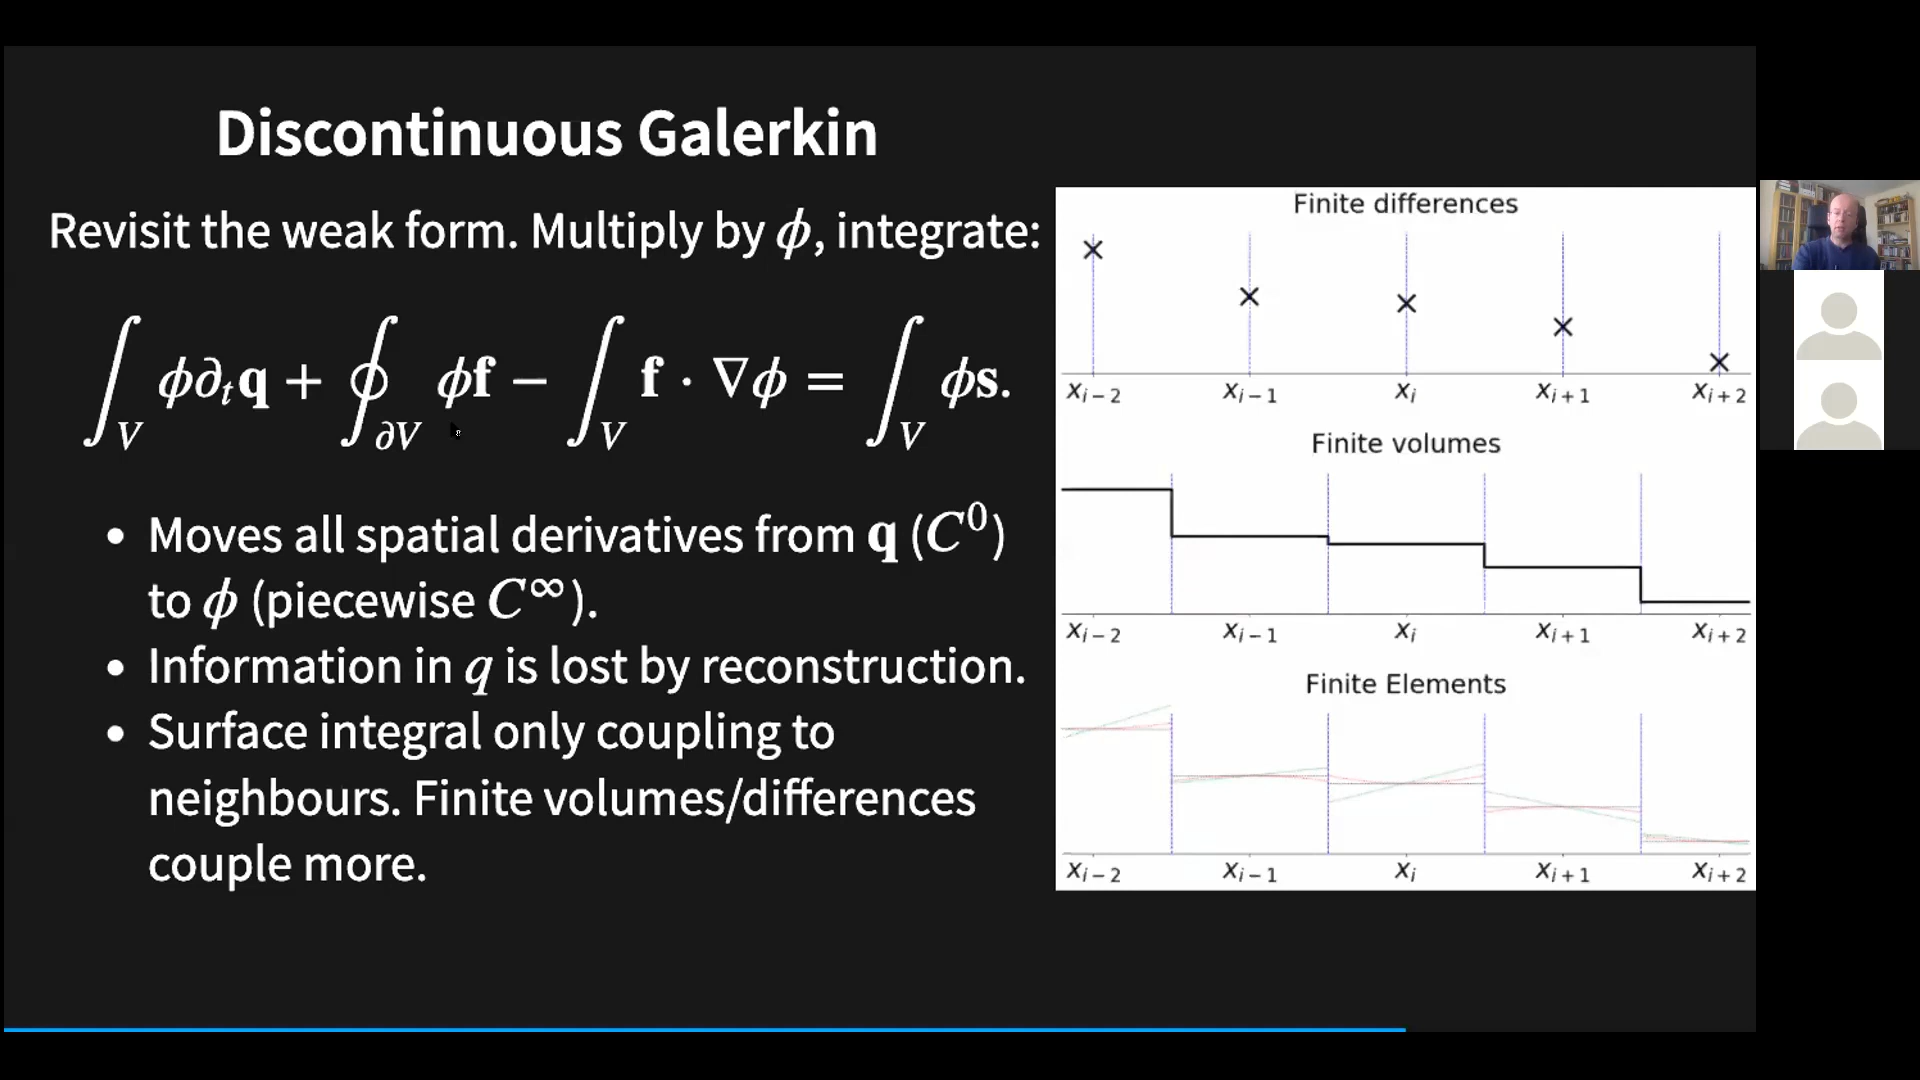 Discontinuous Galerkin
Revisit the weak form. Multiply by ϕ, integrate:
∫_V ϕ∂_t𝐪 + ∮_∂V ϕ𝐟 − ∫_V 𝐟 · ∇ϕ = ∫_V ϕ𝐬.
• Moves all spatial derivatives from 𝐪 (C⁰)
to ϕ (piecewise C^∞).
• Information in q is lost by reconstruction.
• Surface integral only coupling to
neighbours. Finite volumes/differences
couple more.
Finite differences
x_{i−2} x_{i−1} x_i x_{i+1} x_{i+2}
Finite volumes
x_{i−2} x_{i−1} x_i x_{i+1} x_{i+2}
Finite Elements
x_{i−2} x_{i−1} x_i x_{i+1} x_{i+2}